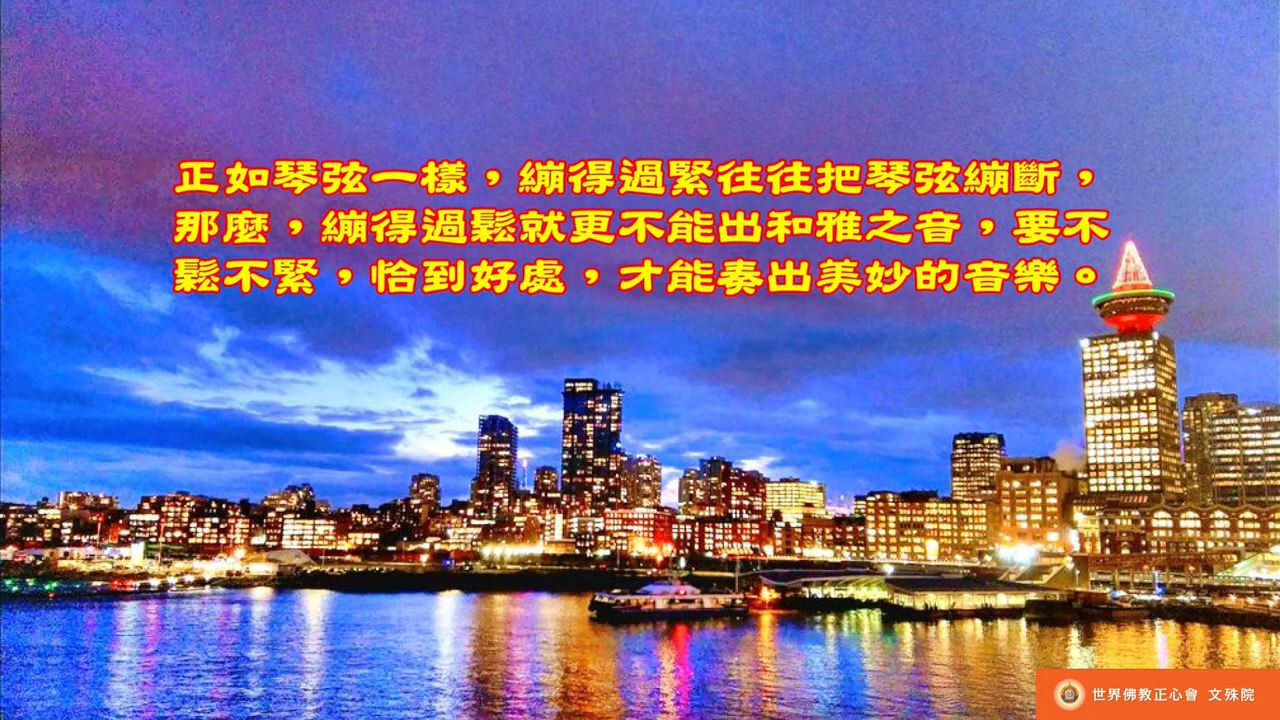 正如琴弦一樣，繃得過緊往往把琴弦繃斷，
那麼，繃得過鬆就更不能出和雅之音，要不
鬆不緊，恰到好處，才能奏出美妙的音樂。
世界佛教正心會 文殊院